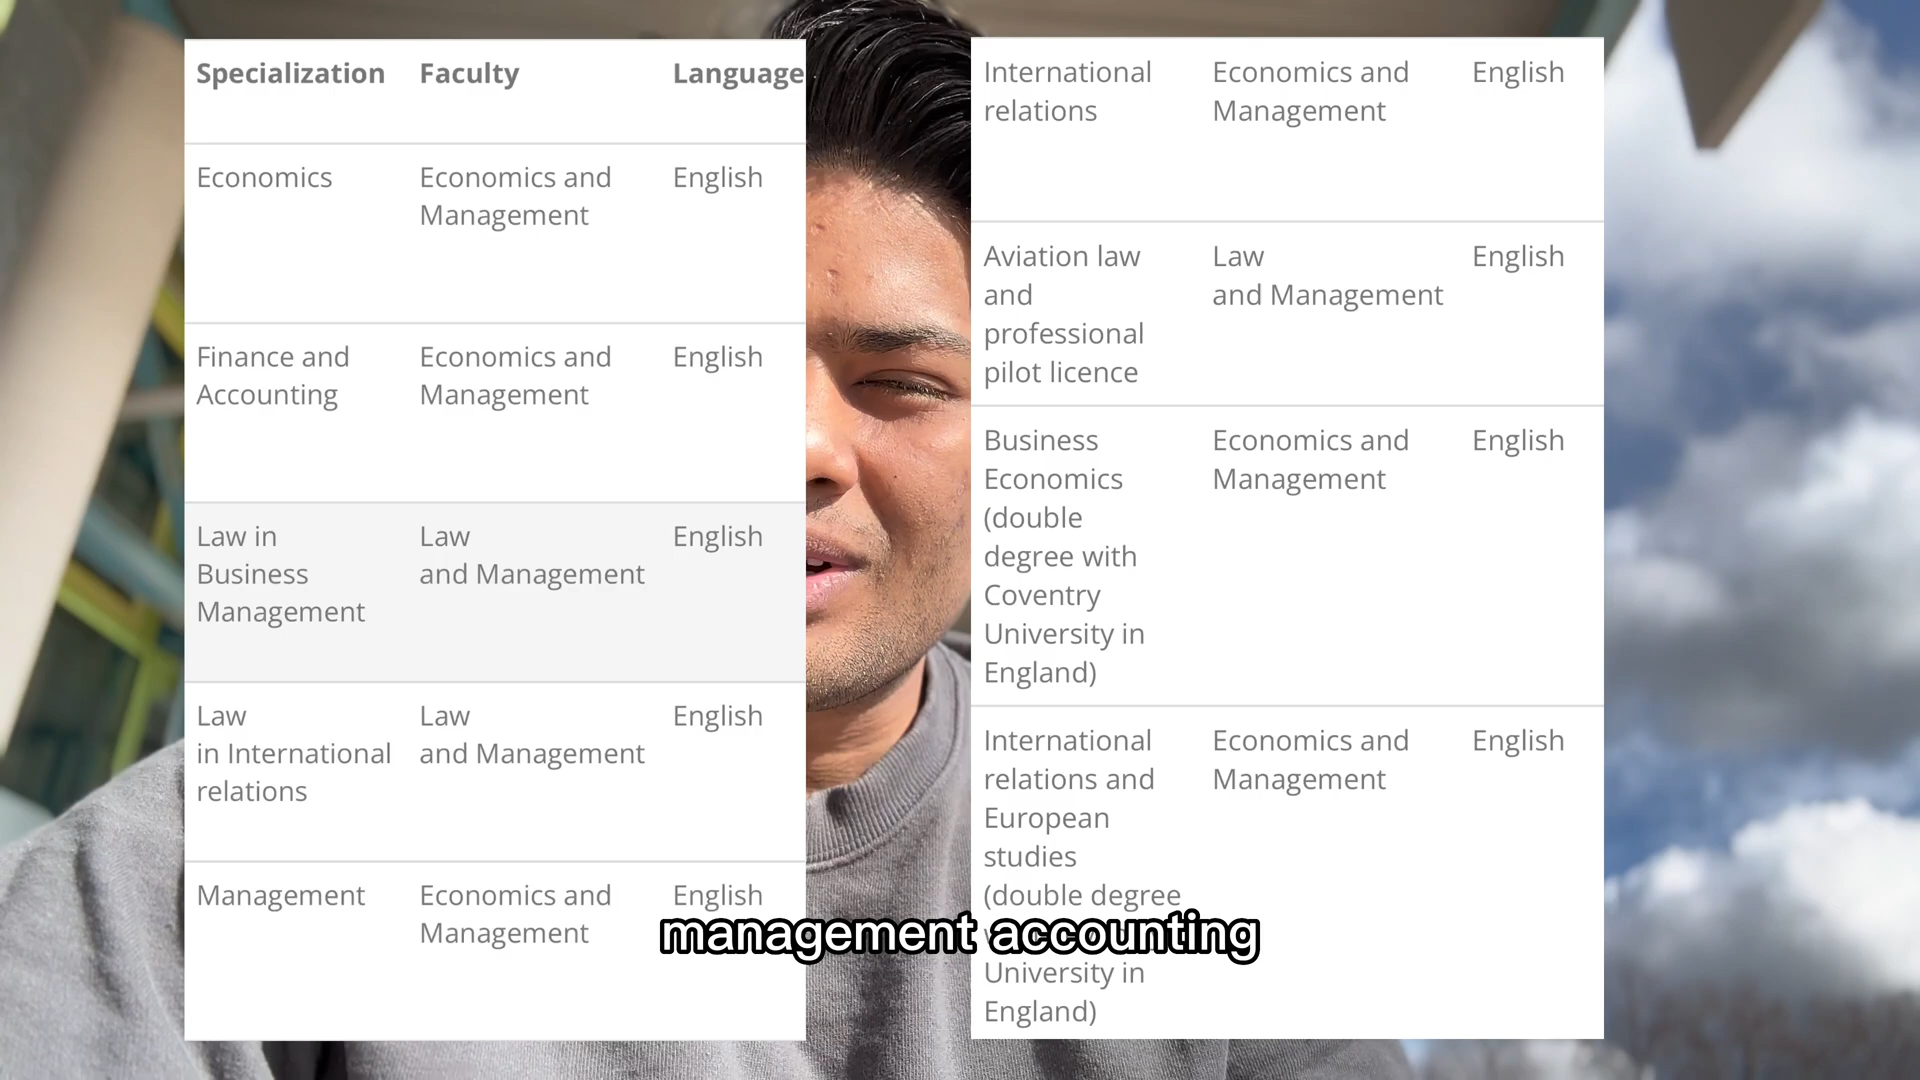 Specialization Faculty Language
Economics Economics and
Management English
Finance and
Accounting Economics and
Management English
Law in
Business
Management Law
and Management English
Law
in International
relations Law
and Management English
Management Economics and
Management English
International
relations Economics and
Management English
Aviation law
and
professional
pilot licence Law
and Management English
Business
Economics
(double
degree with
Coventry
University in
England) Economics and
Management English
International
relations and
European
studies
(double degree
University in
England) Economics and
Management English
management accounting